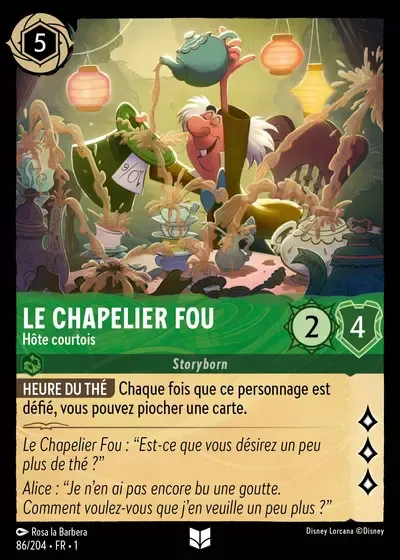 5
10/6
LE CHAPELIER FOU
Hôte courtois
2
4
Storyborn
HEURE DU THÉ Chaque fois que ce personnage est
défié, vous pouvez piocher une carte.
Le Chapelier Fou : “Est-ce que vous désirez un peu
plus de thé ?”
Alice : “Je n’en ai pas encore bu une goutte.
Comment voulez-vous que j’en veuille un peu plus ?”
Rosa la Barbera
86/204 • FR • 1
Disney Lorcana ©Disney